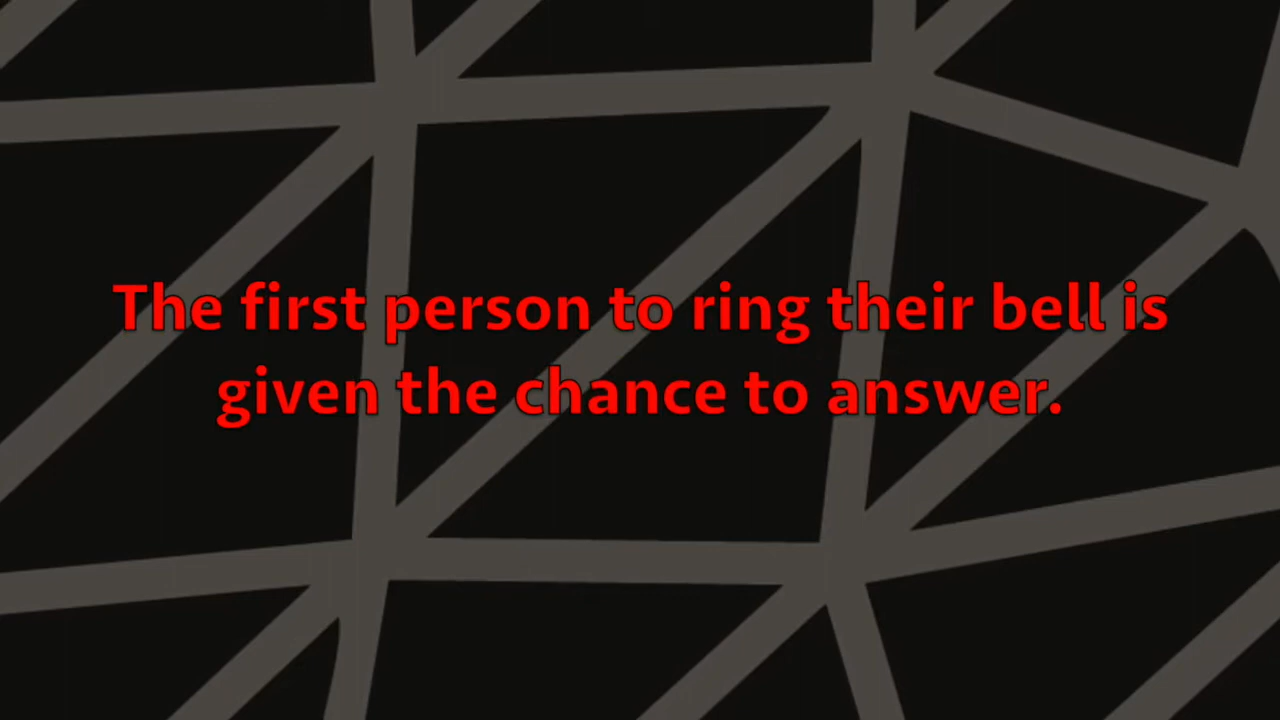 The first person to ring their bell is
given the chance to answer.